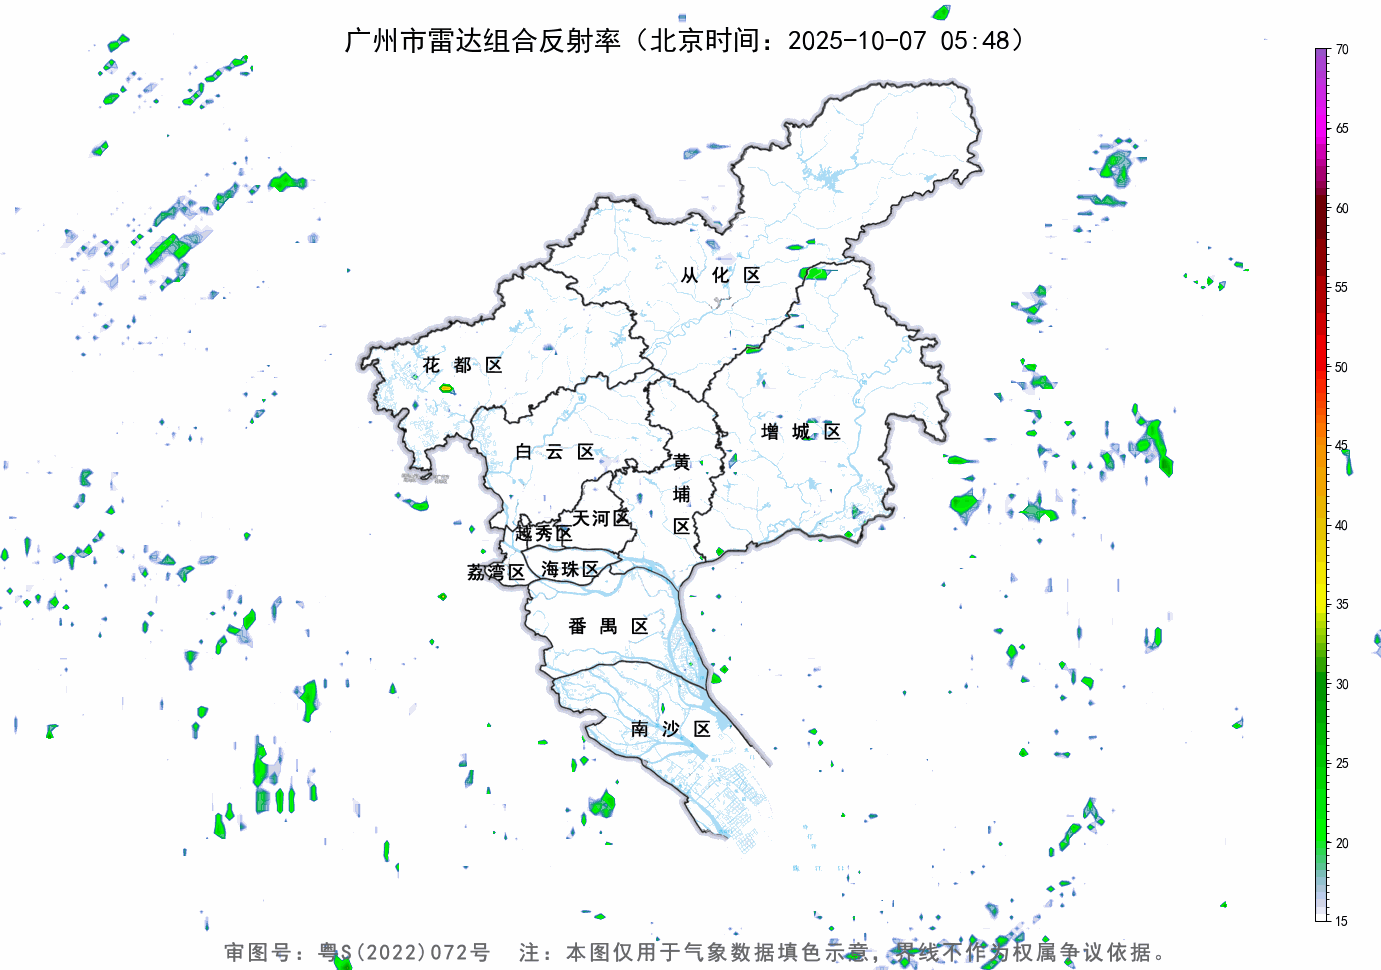 广州市雷达组合反射率（北京时间：2025-10-07 05:48）
70
65
60
55
50
45
40
35
30
25
20
15
从化区
花都区
增城区
白云区
黄埔区
天河区
越秀区
荔湾区
海珠区
番禺区
南沙区
审图号：粤S(2022)072号 注：本图仅用于气象数据填色示意，界线不作为权属争议依据。